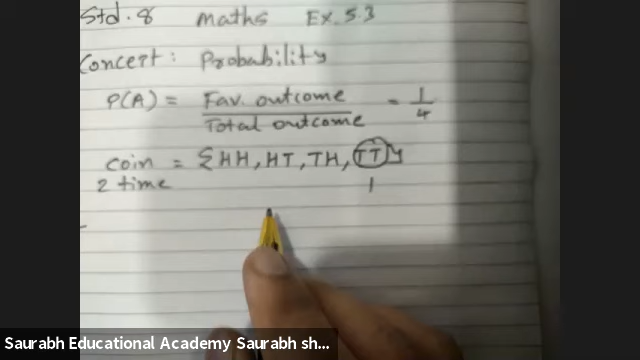 Std. 8 Maths Ex. 5.3
Concert : Probability
P(A) = Fav. outcome / Total outcome = 1/4
coin = {HH, HT, TH, TT}
2 time 1
Saurabh Educational Academy Saurabh sh...